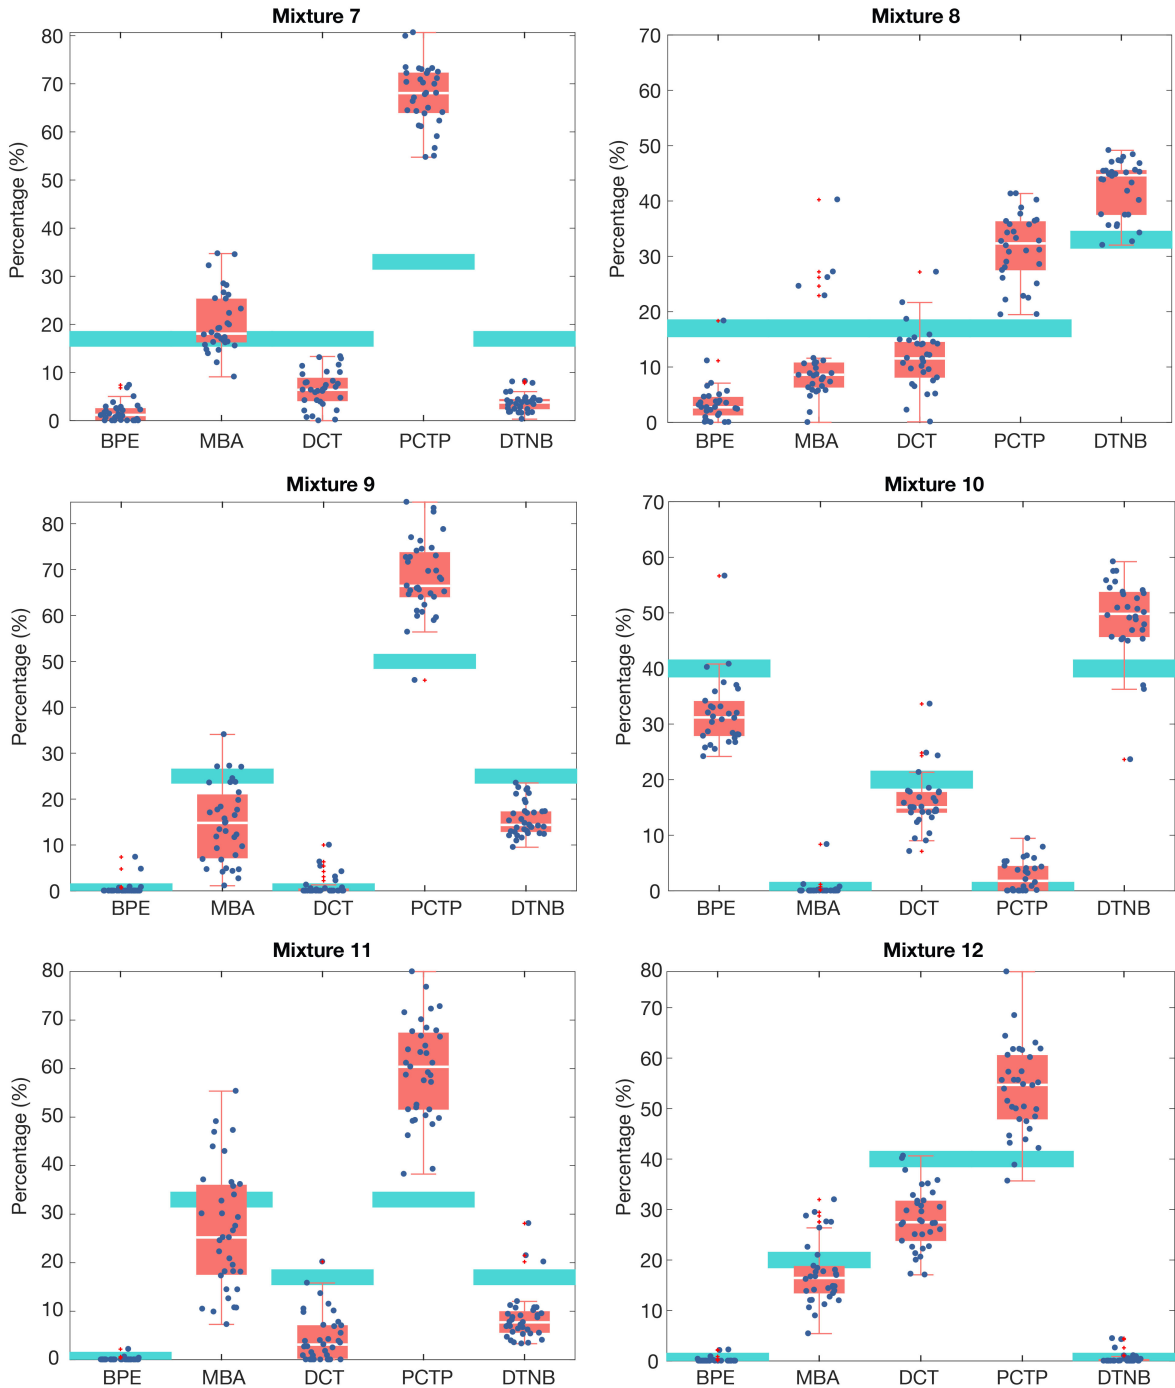 Mixture 7
Percentage (%)
80
70
60
50
40
30
20
10
0
BPE MBA DCT PCTP DTNB
Mixture 8
Percentage (%)
70
60
50
40
30
20
10
0
BPE MBA DCT PCTP DTNB
Mixture 9
Percentage (%)
80
70
60
50
40
30
20
10
0
BPE MBA DCT PCTP DTNB
Mixture 10
Percentage (%)
70
60
50
40
30
20
10
0
BPE MBA DCT PCTP DTNB
Mixture 11
Percentage (%)
80
70
60
50
40
30
20
10
0
BPE MBA DCT PCTP DTNB
Mixture 12
Percentage (%)
80
70
60
50
40
30
20
10
0
BPE MBA DCT PCTP DTNB